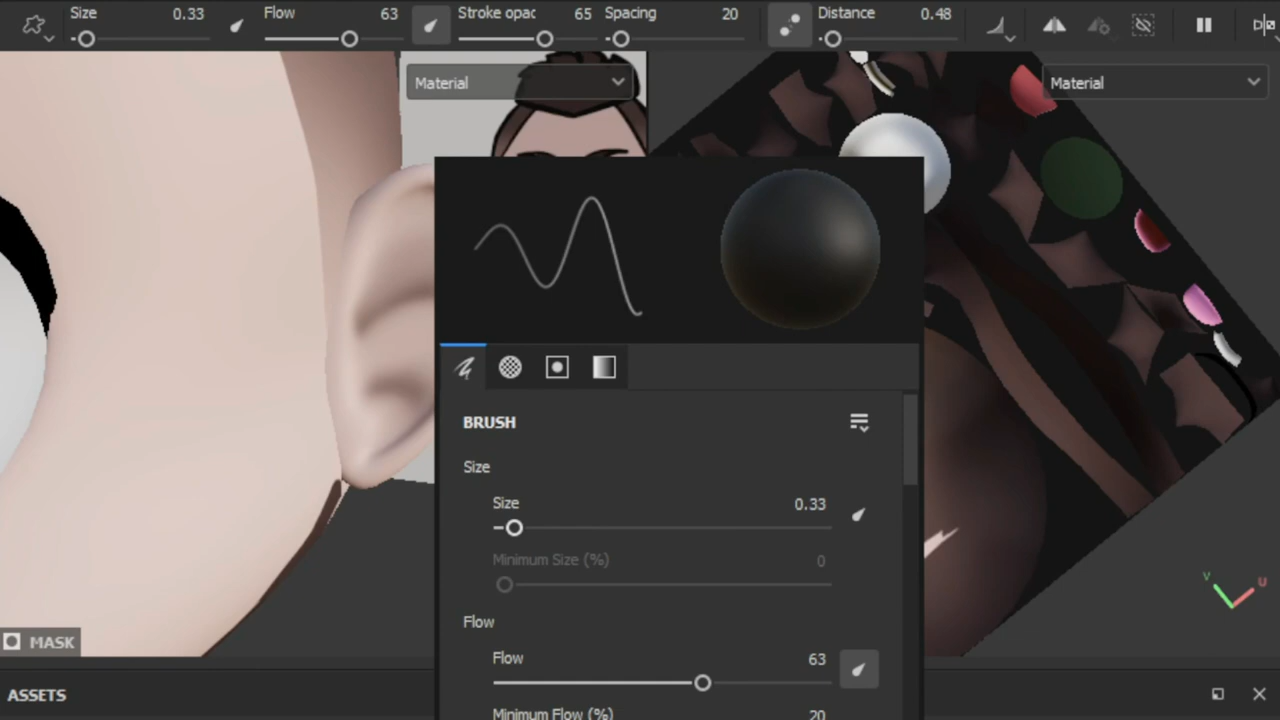 Size 0.33 Flow 63 Stroke opac 65 Spacing 20 Distance 0.48
Material
Material
BRUSH
Size
Size 0.33
Minimum Size (%) 0
Flow
Flow 63
Minimum Flow (%) 20
V U
MASK
ASSETS